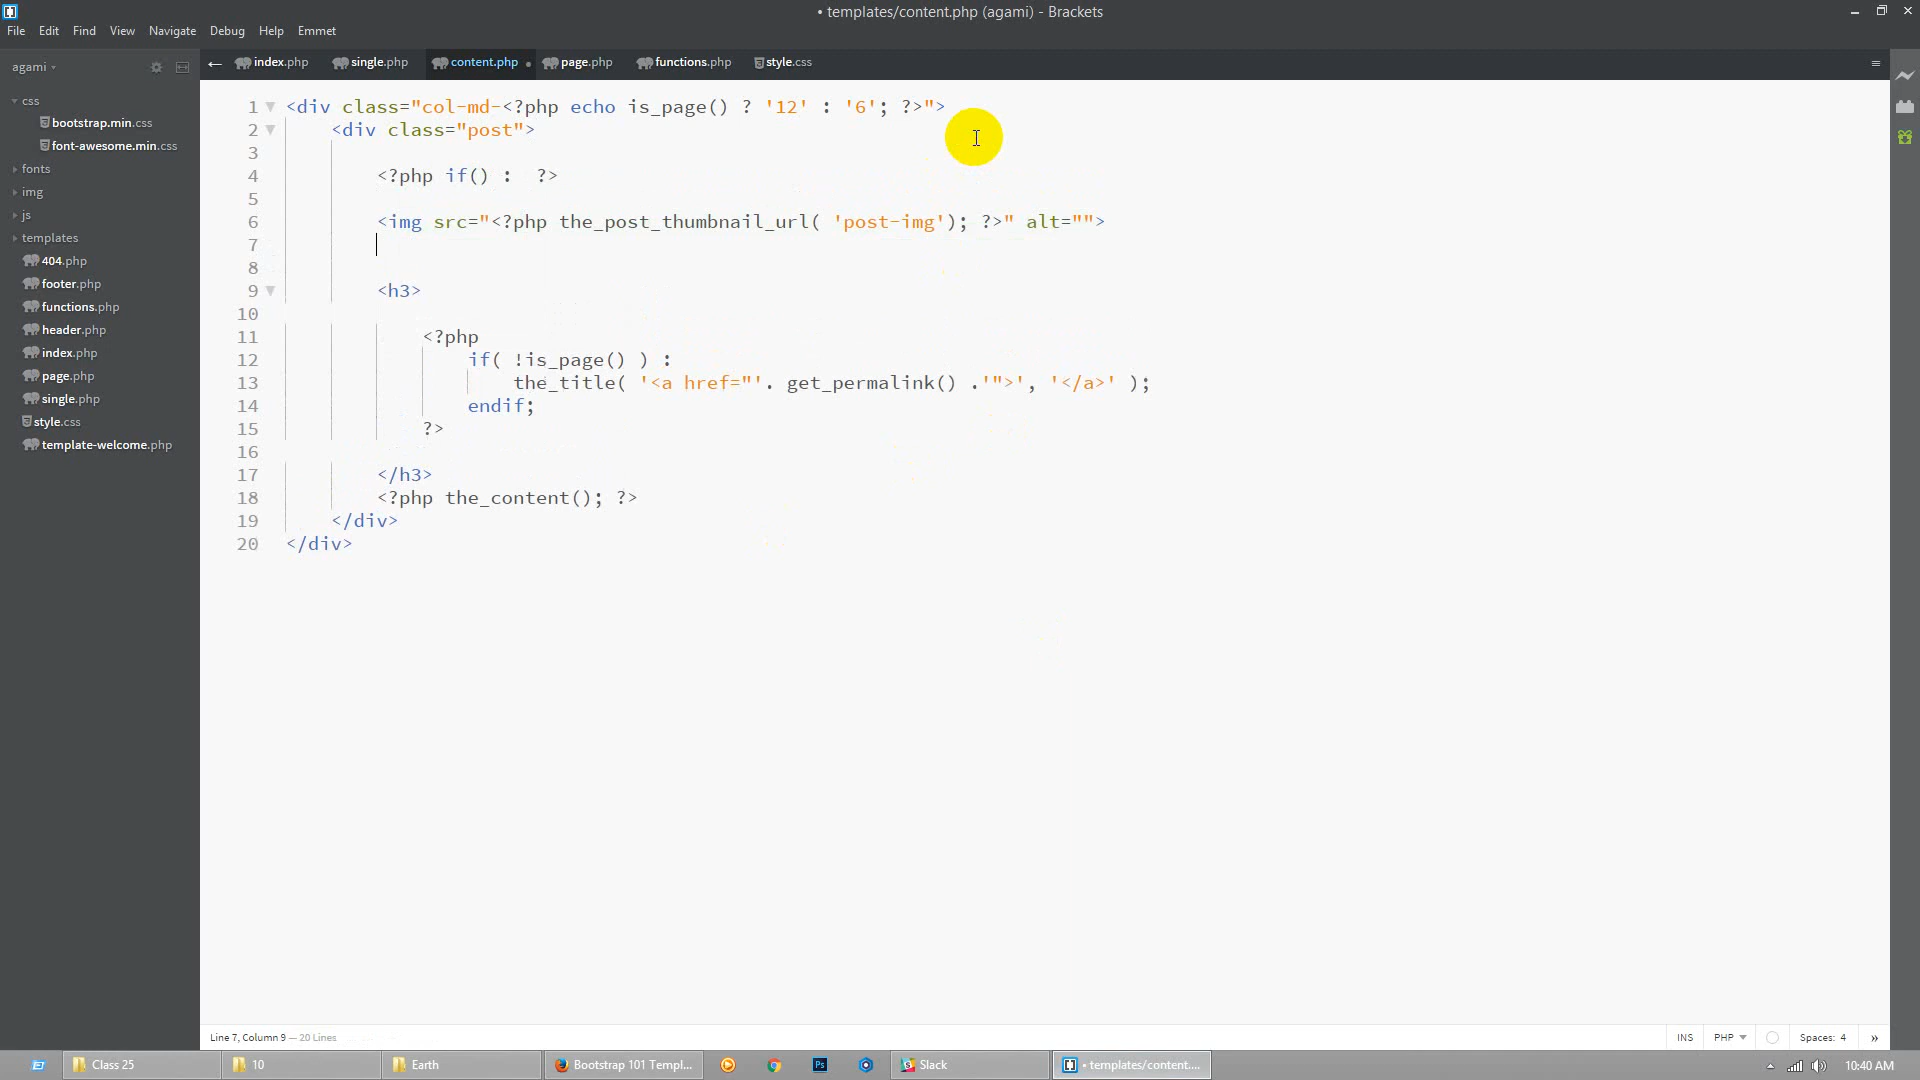 • templates/content.php (agami) - Brackets
File Edit Find View Navigate Debug Help Emmet
agami
index.php single.php content.php page.php functions.php style.css
css
bootstrap.min.css
font-awesome.min.css
fonts
img
js
templates
404.php
footer.php
functions.php
header.php
index.php
page.php
single.php
style.css
template-welcome.php
1 <div class="col-md-<?php echo is_page() ? '12' : '6'; ?>">
2 <div class="post">
3
4 <?php if() :  ?>
5
6 <img src="<?php the_post_thumbnail_url( 'post-img'); ?>" alt="">
7
8
9 <h3>
10
11 <?php
12 if( !is_page() ) :
13 the_title( '<a href="'. get_permalink() .'">', '</a>' );
14 endif;
15 ?>
16
17 </h3>
18 <?php the_content(); ?>
19 </div>
20 </div>
Line 7, Column 9 — 20 Lines
INS PHP Spaces: 4 »
Class 25 10 Earth Bootstrap 101 Templ... Ps Slack • templates/content.... 10:40 AM